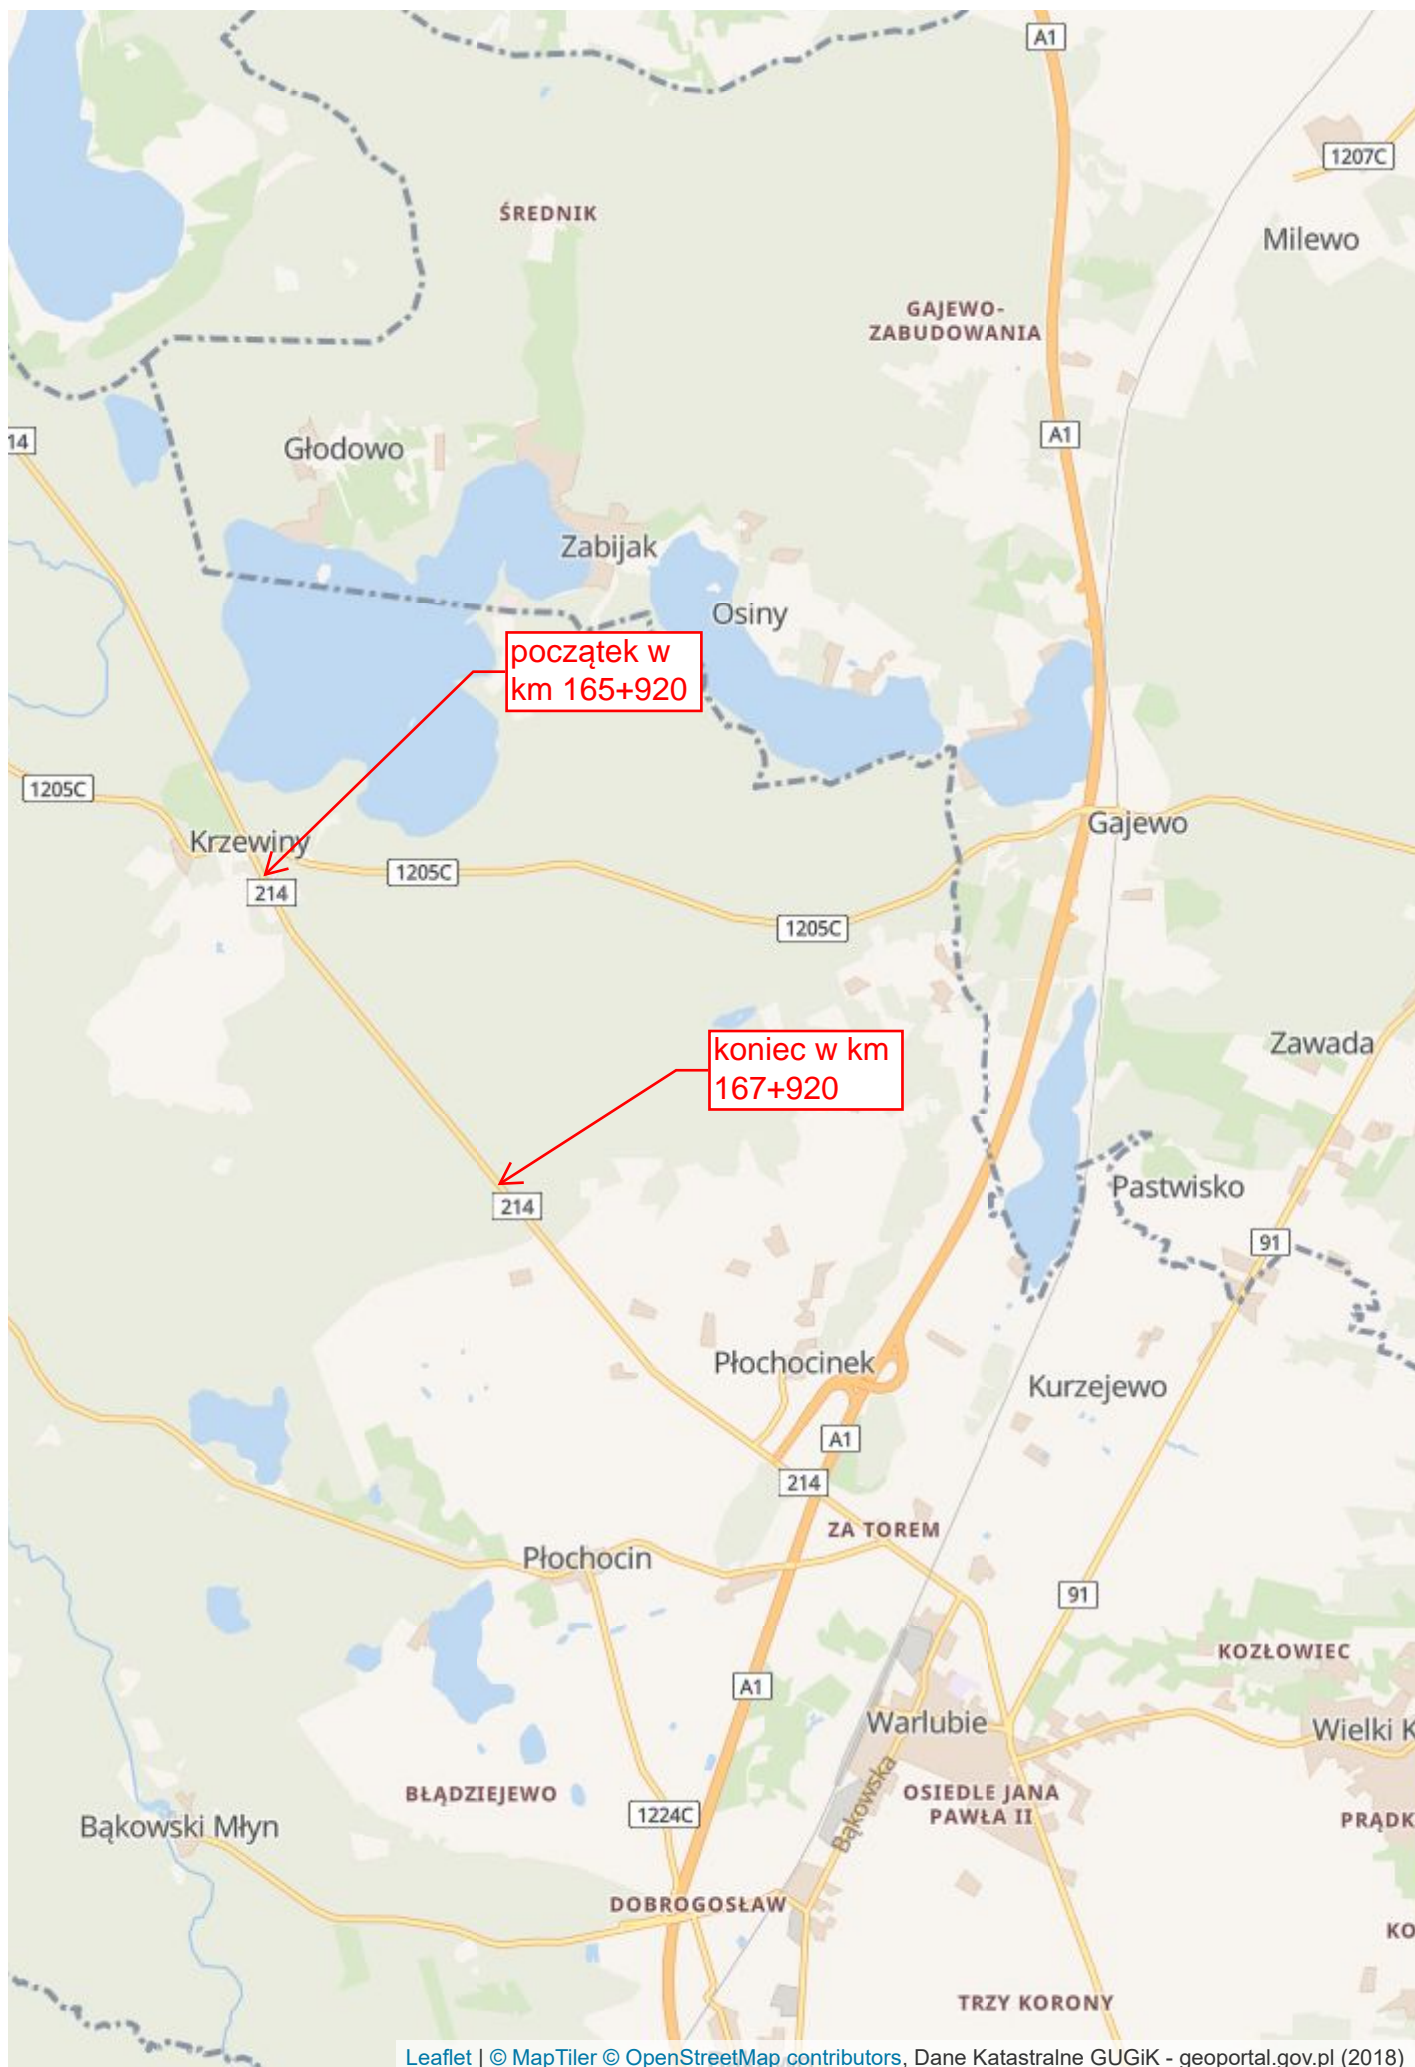 A1
1207C
ŚREDNIK
Milewo
GAJEWO-
ZABUDOWANIA
14
A1
Głodowo
Zabijak
Osiny
początek w
km 165+920
1205C
Gajewo
Krzewiny
1205C
214
1205C
koniec w km
167+920
Zawada
Pastwisko
214
91
Płochocinek
Kurzejewo
A1
214
ZA TOREM
Płochocin
91
KOZŁOWIEC
A1
Warlubie
Wielki K
BŁĄDZIEJEWO
OSIEDLE JANA
PAWŁA II
Bąkowska
1224C
PRĄDK
Bąkowski Młyn
DOBROGOSŁAW
KO
TRZY KORONY
Leaflet | © MapTiler © OpenStreetMap contributors, Dane Katastralne GUGiK - geoportal.gov.pl (2018)